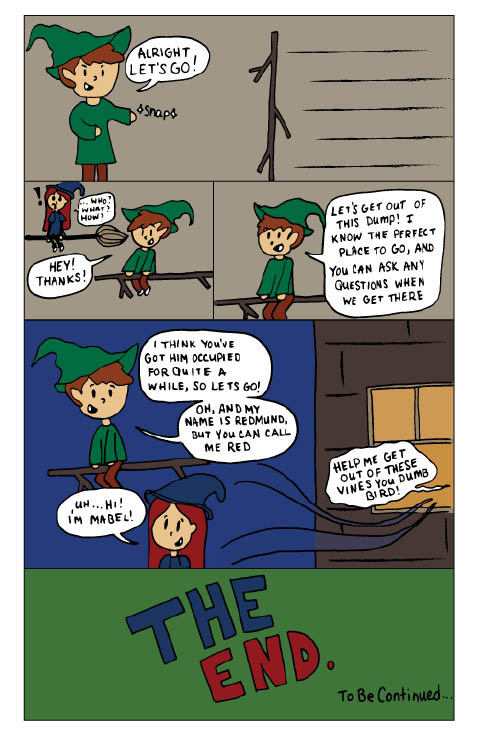 ALRIGHT,
LET'S GO!
Snap
!
...WHO?
WHAT?
HOW?
HEY!
THANKS!
LET'S GET OUT OF
THIS DUMP! I
KNOW THE PERFECT
PLACE TO GO, AND
YOU CAN ASK ANY
QUESTIONS WHEN
WE GET THERE
I THINK YOU'VE
GOT HIM OCCUPIED
FOR QUITE A
WHILE, SO LETS GO!
OH, AND MY
NAME IS REDMUND,
BUT YOU CAN CALL
ME RED
UH...HI!
I'M MABEL!
HELP ME GET
OUT OF THESE
VINES YOU DUMB
BIRD!
THE
END.
To Be Continued...